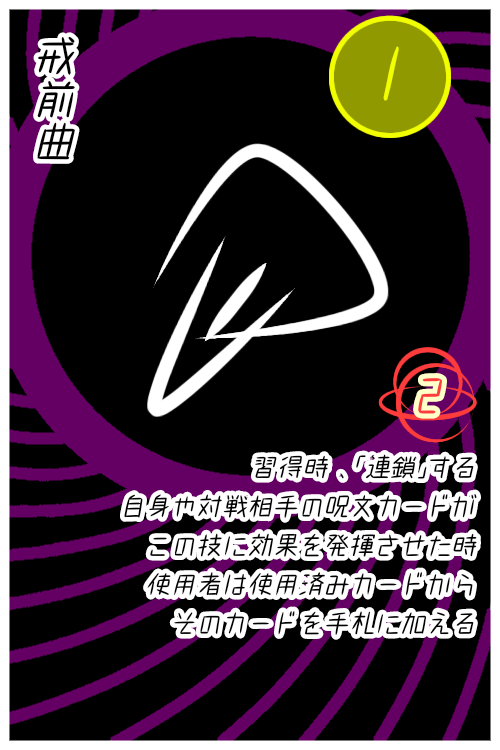 戒前曲
1
2
習得時、「連鎖」する
自身や対戦相手の呪文カードが
この技に効果を発揮させた時
使用者は使用済みカードから
そのカードを手札に加える